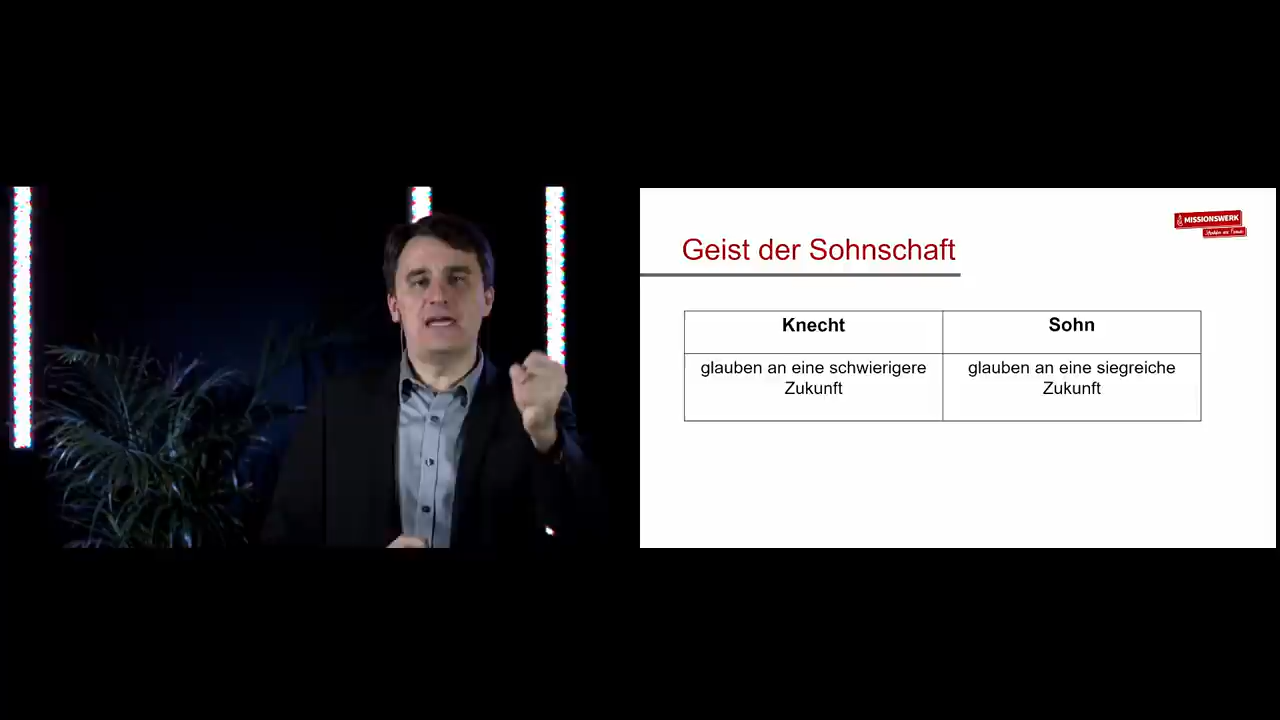 MISSIONSWERK
Geist der Sohnschaft
Knecht
Sohn
glauben an eine schwierigere
Zukunft
glauben an eine siegreiche
Zukunft